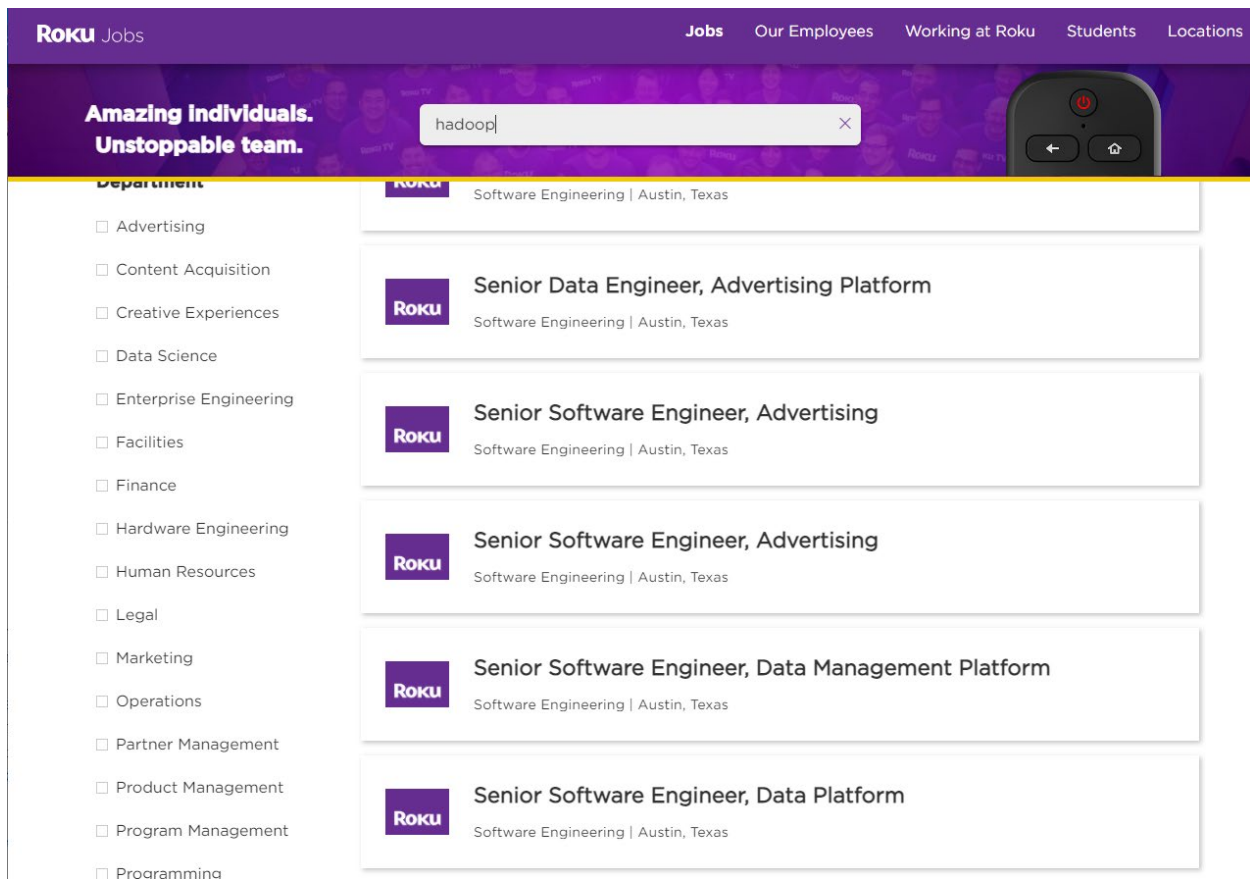 Roku Jobs
Jobs Our Employees Working at Roku Students Locations
Amazing individuals.
Unstoppable team.
hadoop
Department
Advertising
Content Acquisition
Creative Experiences
Data Science
Enterprise Engineering
Facilities
Finance
Hardware Engineering
Human Resources
Legal
Marketing
Operations
Partner Management
Product Management
Program Management
Programming
Roku
Software Engineering | Austin, Texas
Roku
Senior Data Engineer, Advertising Platform
Software Engineering | Austin, Texas
Roku
Senior Software Engineer, Advertising
Software Engineering | Austin, Texas
Roku
Senior Software Engineer, Advertising
Software Engineering | Austin, Texas
Roku
Senior Software Engineer, Data Management Platform
Software Engineering | Austin, Texas
Roku
Senior Software Engineer, Data Platform
Software Engineering | Austin, Texas